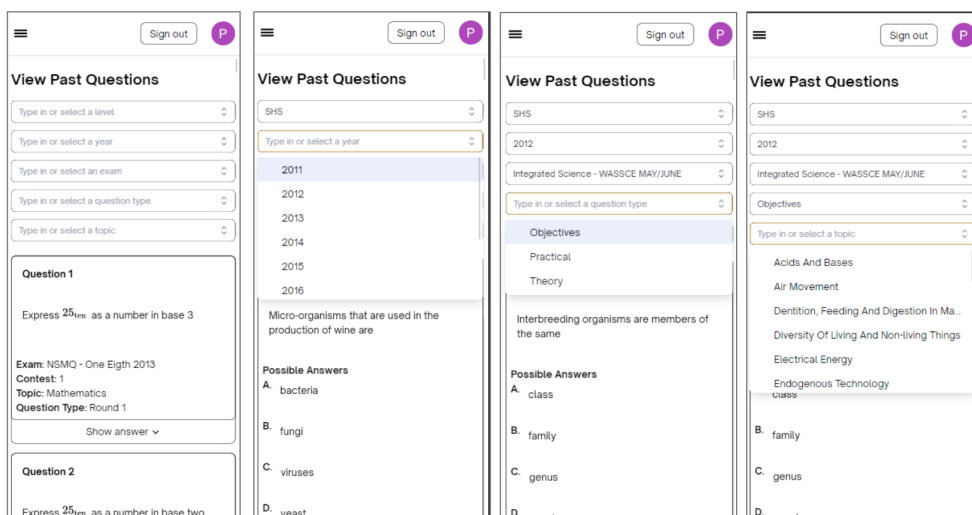 Sign out
P
View Past Questions
Type in or select a level
Type in or select a year
Type in or select an exam
Type in or select a question type
Type in or select a topic
Question 1
Express 25ten as a number in base 3
Exam: NSMQ - One Eigth 2013
Contest: 1
Topic: Mathematics
Question Type: Round 1
Show answer
Question 2
Express 25ten as a number in base two
Sign out
P
View Past Questions
SHS
Type in or select a year
2011
2012
2013
2014
2015
2016
Micro-organisms that are used in the
production of wine are
Possible Answers
A. bacteria
B. fungi
C. viruses
D. yeast
Sign out
P
View Past Questions
SHS
2012
Integrated Science - WASSCE MAY/JUNE
Type in or select a question type
Objectives
Practical
Theory
Interbreeding organisms are members of
the same
Possible Answers
A. class
B. family
C. genus
D.
Sign out
P
View Past Questions
SHS
2012
Integrated Science - WASSCE MAY/JUNE
Objectives
Type in or select a topic
Acids And Bases
Air Movement
Dentition, Feeding And Digestion In Ma...
Diversity Of Living And Non-living Things
Electrical Energy
Endogenous Technology
class
B. family
C. genus
D.